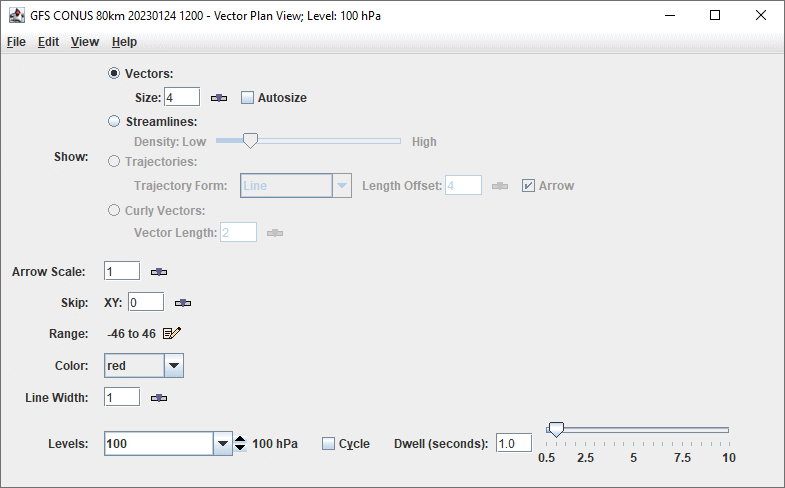 GFS CONUS 80km 20230124 1200 - Vector Plan View; Level: 100 hPa
File Edit View Help
Vectors:
Size: 4 Autosize
Streamlines:
Density: Low High
Show:
Trajectories:
Trajectory Form: Line Length Offset: 4 Arrow
Curly Vectors:
Vector Length: 2
Arrow Scale: 1
Skip: XY: 0
Range: -46 to 46
Color: red
Line Width: 1
Levels: 100 100 hPa Cycle Dwell (seconds): 1.0
0.5 2.5 5 7.5 10